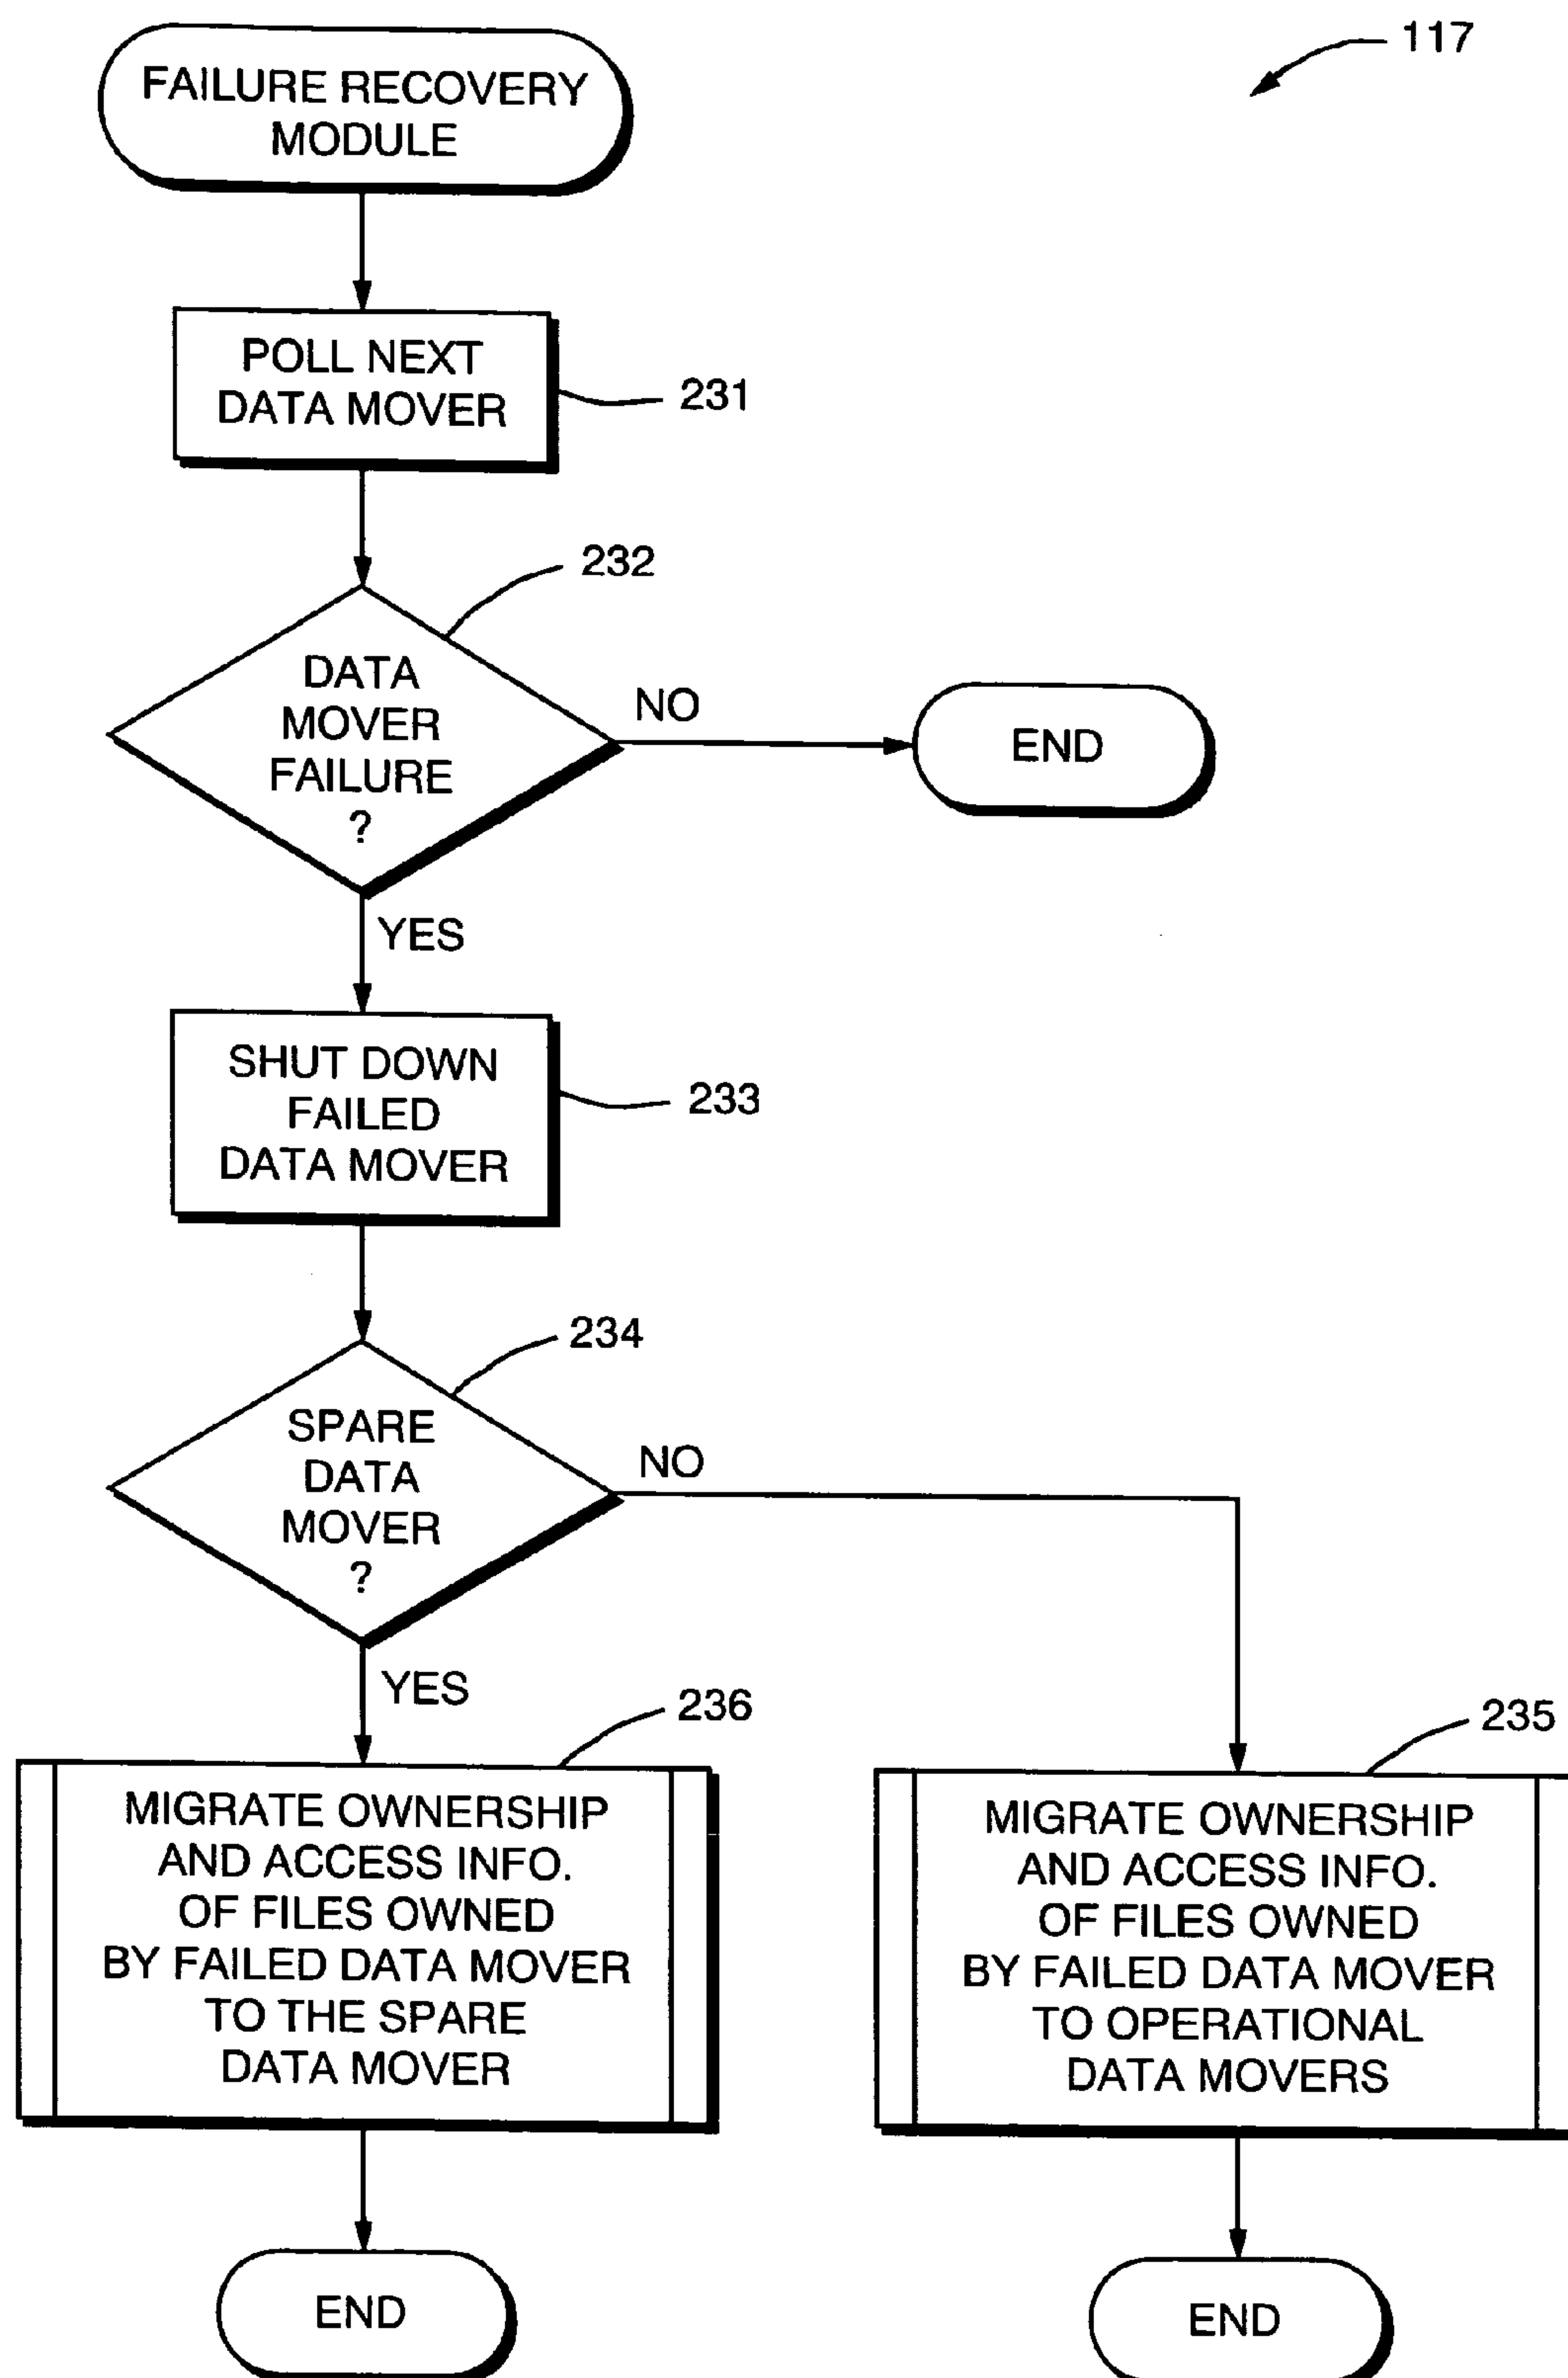 117
FAILURE RECOVERY
MODULE
POLL NEXT
DATA MOVER
231
232
DATA
MOVER
FAILURE
?
NO
END
YES
SHUT DOWN
FAILED
DATA MOVER
233
234
SPARE
DATA
MOVER
?
NO
YES
236
MIGRATE OWNERSHIP
AND ACCESS INFO.
OF FILES OWNED
BY FAILED DATA MOVER
TO THE SPARE
DATA MOVER
235
MIGRATE OWNERSHIP
AND ACCESS INFO.
OF FILES OWNED
BY FAILED DATA MOVER
TO OPERATIONAL
DATA MOVERS
END
END